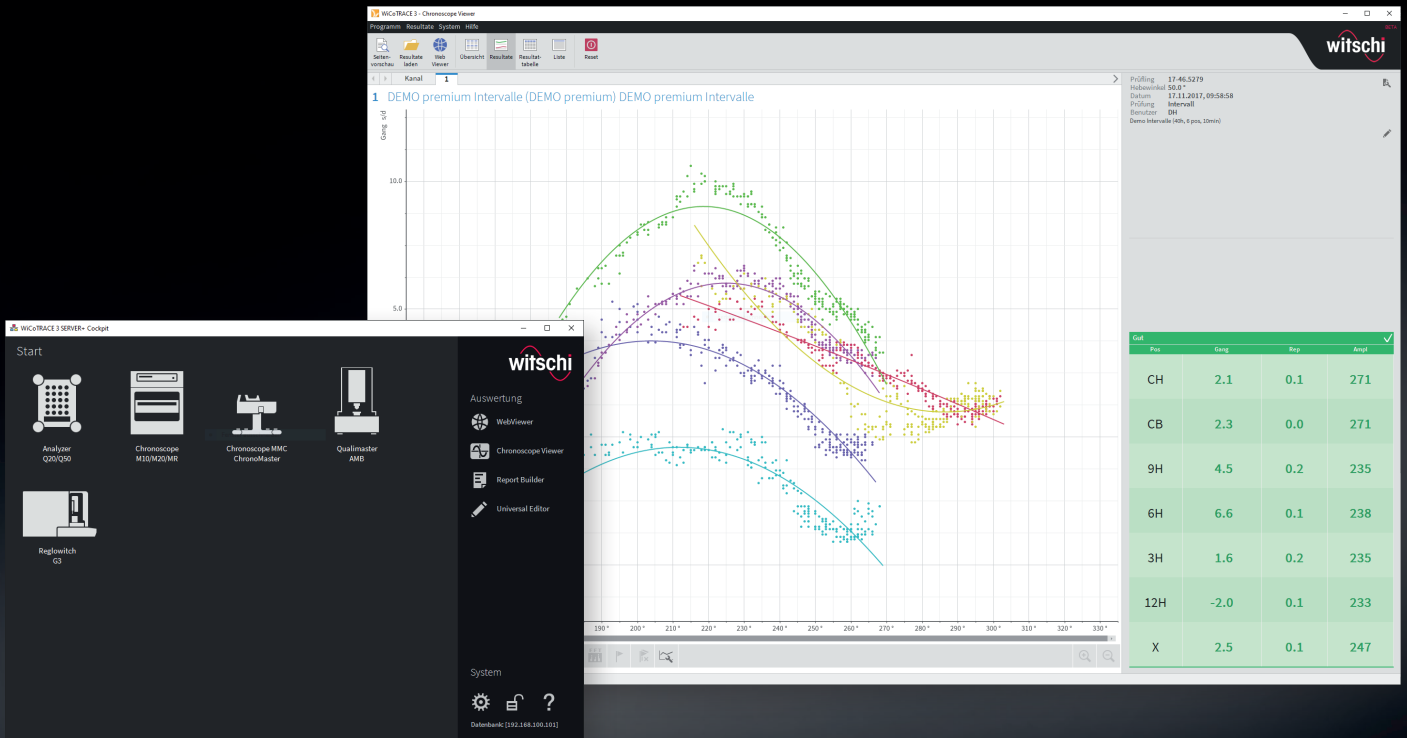 WiCoTRACE 3 - Chronoscope Viewer
Programm Resultate System Hilfe
BETA
Seiten-
vorschau
Resultate
laden
Web
Viewer
Übersicht
Resultate
Resultat-
tabelle
Liste
Reset
witschi
Kanal 1
1 DEMO premium Intervalle (DEMO premium) DEMO premium Intervalle
Gang s/d
10.0
5.0
190° 200° 210° 220° 230° 240° 250° 260° 270° 280° 290° 300° 310° 320° 330°
Prüfling 17-46.5279
Hebewinkel 50.0°
Datum 17.11.2017, 09:58:58
Prüfung Intervall
Benutzer DH
Demo Intervalle (48h, 6 pos, 10min)
Gut
Pos Gang Rep Ampl
CH 2.1 0.1 271
CB 2.3 0.0 271
9H 4.5 0.2 235
6H 6.6 0.1 238
3H 1.6 0.2 235
12H -2.0 0.1 233
X 2.5 0.1 247
WiCoTRACE 3 SERVER+ Cockpit
Start
Analyzer
Q20/Q50
Chronoscope
M10/M20/MR
Chronoscope MMC
ChronoMaster
Qualimaster
AMB
Reglowitch
G3
witschi
Auswertung
WebViewer
Chronoscope Viewer
Report Builder
Universal Editor
System
?
Datenbank: [192.168.100.101]